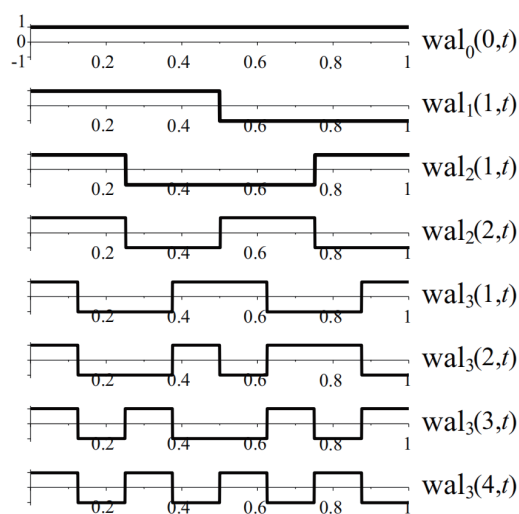 1
0
-1
0.2 0.4 0.6 0.8 1
wal0(0,t)
0.2 0.4 0.6 0.8 1
wal1(1,t)
0.2 0.4 0.6 0.8 1
wal2(1,t)
0.2 0.4 0.6 0.8 1
wal2(2,t)
0.2 0.4 0.6 0.8 1
wal3(1,t)
0.2 0.4 0.6 0.8 1
wal3(2,t)
0.2 0.4 0.6 0.8 1
wal3(3,t)
0.2 0.4 0.6 0.8 1
wal3(4,t)